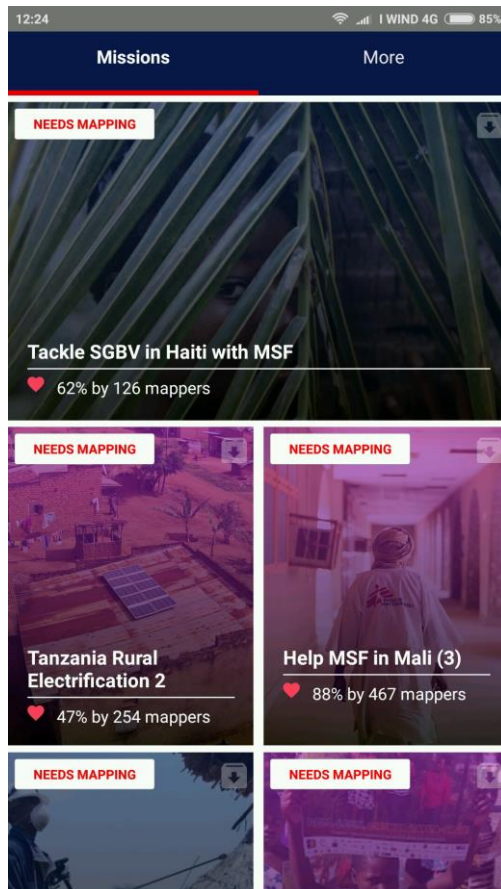 12:24
I WIND 4G
85%
Missions
More
NEEDS MAPPING
Tackle SGBV in Haiti with MSF
62% by 126 mappers
NEEDS MAPPING
Tanzania Rural
Electrification 2
47% by 254 mappers
NEEDS MAPPING
Help MSF in Mali (3)
88% by 467 mappers
NEEDS MAPPING
NEEDS MAPPING